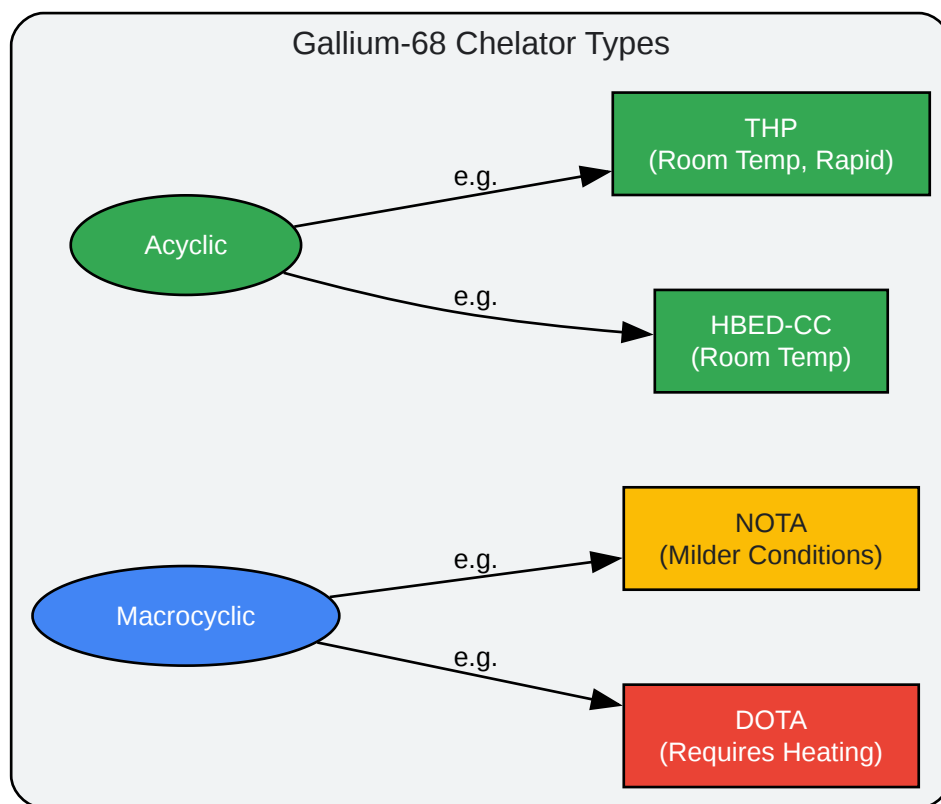 Gallium-68 Chelator Types
THP
(Room Temp, Rapid)
e.g.
Acyclic
e.g.
HBED-CC
(Room Temp)
NOTA
(Milder Conditions)
e.g.
Macrocyclic
e.g.
DOTA
(Requires Heating)